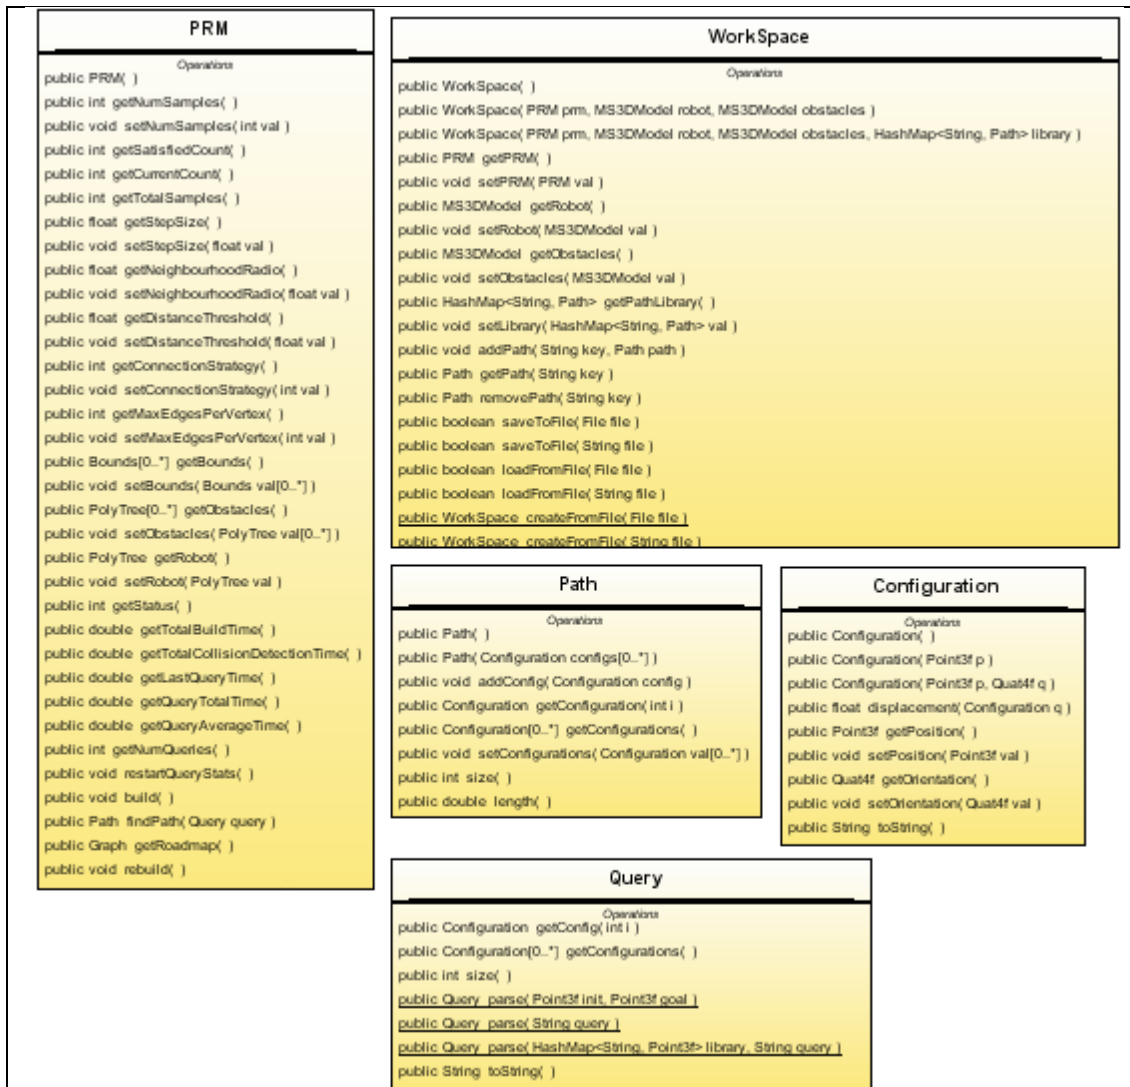 PRM
Operations
public PRM( )
public int getNumSamples( )
public void setNumSamples( int val )
public int getSatisfiedCount( )
public int getCurrentCount( )
public int getTotalSamples( )
public float getStepSize( )
public void setStepSize( float val )
public float getNeighbourhoodRadio( )
public void setNeighbourhoodRadio( float val )
public float getDistanceThreshold( )
public void setDistanceThreshold( float val )
public int getConnectionStrategy( )
public void setConnectionStrategy( int val )
public int getMaxEdgesPerVertex( )
public void setMaxEdgesPerVertex( int val )
public Bounds[0..*] getBounds( )
public void setBounds( Bounds val[0..*] )
public PolyTree[0..*] getObstacles( )
public void setObstacles( PolyTree val[0..*] )
public PolyTree getRobot( )
public void setRobot( PolyTree val )
public int getStatus( )
public double getTotalBuildTime( )
public double getTotalCollisionDetectionTime( )
public double getLastQueryTime( )
public double getQueryTotalTime( )
public double getQueryAverageTime( )
public int getNumQueries( )
public void restartQueryStats( )
public void build( )
public Path findPath( Query query )
public Graph getRoadmap( )
public void rebuild( )
WorkSpace
Operations
public WorkSpace( )
public WorkSpace( PRM prm, MS3DModel robot, MS3DModel obstacles )
public WorkSpace( PRM prm, MS3DModel robot, MS3DModel obstacles, HashMap<String, Path> library )
public PRM getPRM( )
public void setPRM( PRM val )
public MS3DModel getRobot( )
public void setRobot( MS3DModel val )
public MS3DModel getObstacles( )
public void setObstacles( MS3DModel val )
public HashMap<String, Path> getPathLibrary( )
public void setLibrary( HashMap<String, Path> val )
public void addPath( String key, Path path )
public Path getPath( String key )
public Path removePath( String key )
public boolean saveToFile( File file )
public boolean saveToFile( String file )
public boolean loadFromFile( File file )
public boolean loadFromFile( String file )
public WorkSpace createFromFile( File file )
public WorkSpace createFromFile( String file )
Path
Operations
public Path( )
public Path( Configuration configs[0..*] )
public void addConfig( Configuration config )
public Configuration getConfiguration( int i )
public Configuration[0..*] getConfigurations( )
public void setConfigurations( Configuration val[0..*] )
public int size( )
public double length( )
Configuration
Operations
public Configuration( )
public Configuration( Point3f p )
public Configuration( Point3f p, Quat4f q )
public float displacement( Configuration q )
public Point3f getPosition( )
public void setPosition( Point3f val )
public Quat4f getOrientation( )
public void setOrientation( Quat4f val )
public String toString( )
Query
Operations
public Configuration getConfig( int i )
public Configuration[0..*] getConfigurations( )
public int size( )
public Query parse( Point3f init, Point3f goal )
public Query parse( String query )
public Query parse( HashMap<String, Point3f> library, String query )
public String toString( )